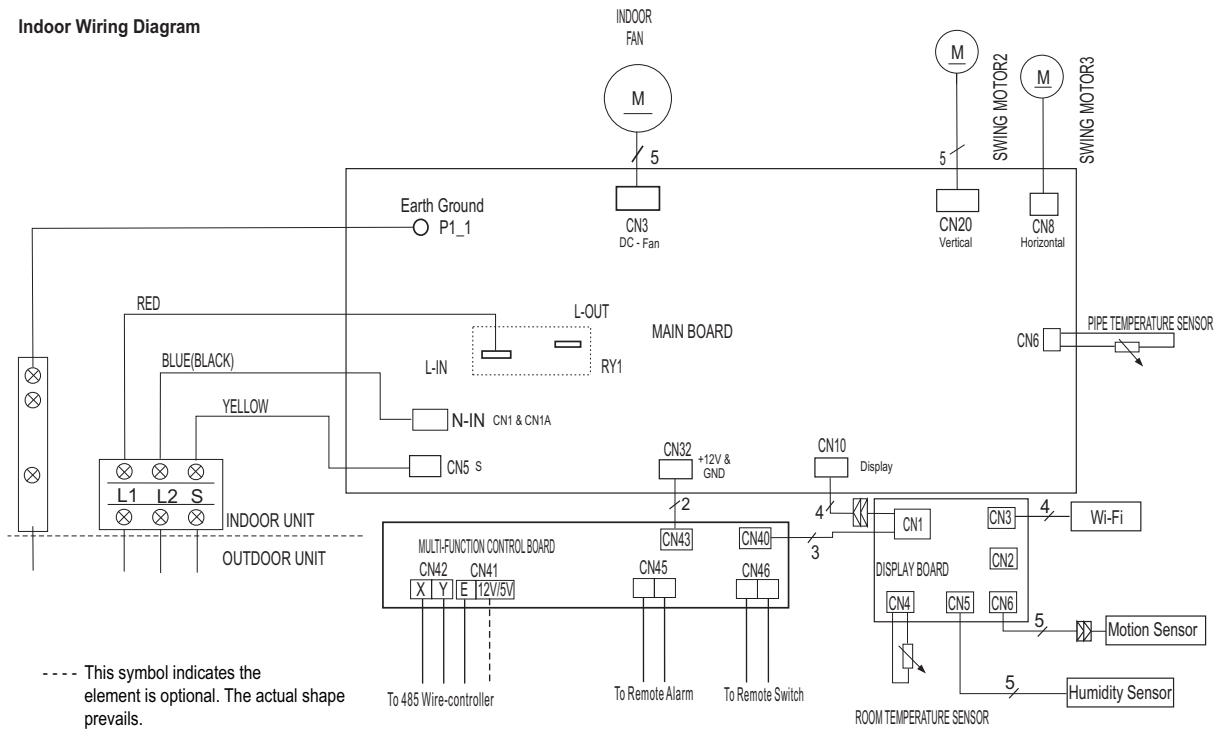 Indoor Wiring Diagram
INDOOR
FAN
M
M
M
SWING MOTOR2
SWING MOTOR3
5
5
Earth Ground
P1_1
CN3
DC - Fan
CN20
Vertical
CN8
Horizontal
RED
L-OUT
MAIN BOARD
PIPE TEMPERATURE SENSOR
CN6
BLUE(BLACK)
L-IN
RY1
YELLOW
N-IN CN1 & CN1A
CN5 S
CN32
+12V &
GND
CN10
Display
L1 L2 S
INDOOR UNIT
OUTDOOR UNIT
2
4
3
4
MULTI-FUNCTION CONTROL BOARD
CN43
CN40
CN42
CN41
CN45
CN46
X Y E 12V/5V
CN1
CN3
Wi-Fi
CN2
DISPLAY BOARD
CN4
CN5
CN6
5
Motion Sensor
5
Humidity Sensor
ROOM TEMPERATURE SENSOR
To 485 Wire-controller
To Remote Alarm
To Remote Switch
---- This symbol indicates the
element is optional. The actual shape
prevails.